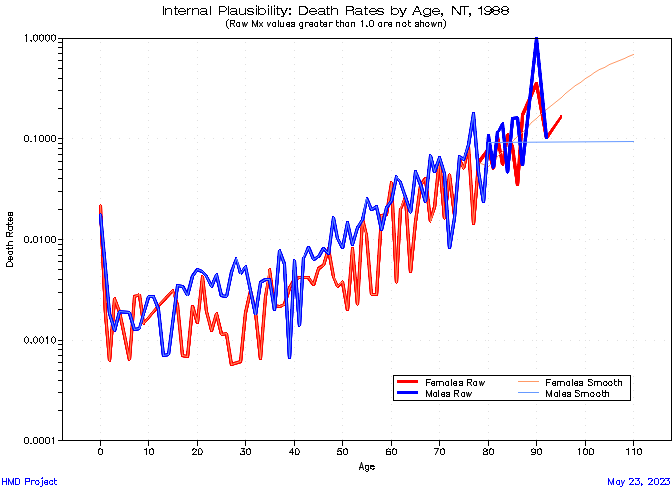 Internal Plausibility: Death Rates by Age, NT, 1988
(Raw Mx values greater than 1.0 are not shown)
1.0000
0.1000
0.0100
0.0010
0.0001
Death Rates
0 10 20 30 40 50 60 70 80 90 100 110
Age
Females Raw Females Smooth
Males Raw Males Smooth
HMD Project May 23, 2023